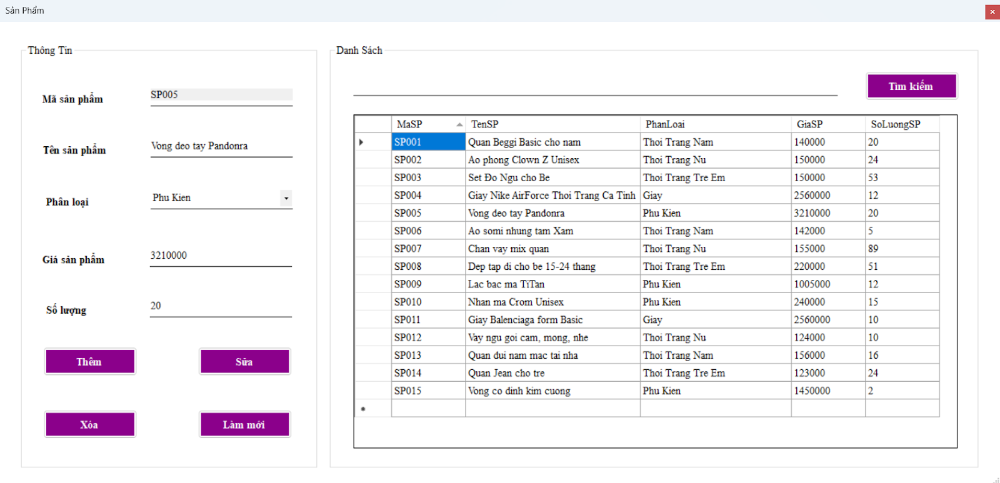 Sản Phẩm
Thông Tin
Mã sản phẩm SP005
Tên sản phẩm Vong deo tay Pandonra
Phân loại Phu Kien
Giá sản phẩm 3210000
Số lượng 20
Thêm Sửa
Xóa Làm mới
Danh Sách
Tìm kiếm
MaSP TenSP PhanLoai GiaSP SoLuongSP
SP001 Quan Beggi Basic cho nam Thoi Trang Nam 140000 20
SP002 Ao phong Clown Z Unisex Thoi Trang Nu 150000 24
SP003 Set Đo Ngu cho Be Thoi Trang Tre Em 150000 53
SP004 Giay Nike AirForce Thoi Trang Ca Tinh Giay 2560000 12
SP005 Vong deo tay Pandonra Phu Kien 3210000 20
SP006 Ao somi nhung tam Xam Thoi Trang Nam 142000 5
SP007 Chan vay mix quan Thoi Trang Nu 155000 89
SP008 Dep tap di cho be 15-24 thang Thoi Trang Tre Em 220000 51
SP009 Lac bac ma TiTan Phu Kien 1005000 12
SP010 Nhan ma Crom Unisex Phu Kien 240000 15
SP011 Giay Balenciaga form Basic Giay 2560000 10
SP012 Vay ngu goi cam, mong, nhe Thoi Trang Nu 124000 10
SP013 Quan dui nam mac tai nha Thoi Trang Nam 156000 16
SP014 Quan Jean cho tre Thoi Trang Tre Em 123000 24
SP015 Vong co dinh kim cuong Phu Kien 1450000 2